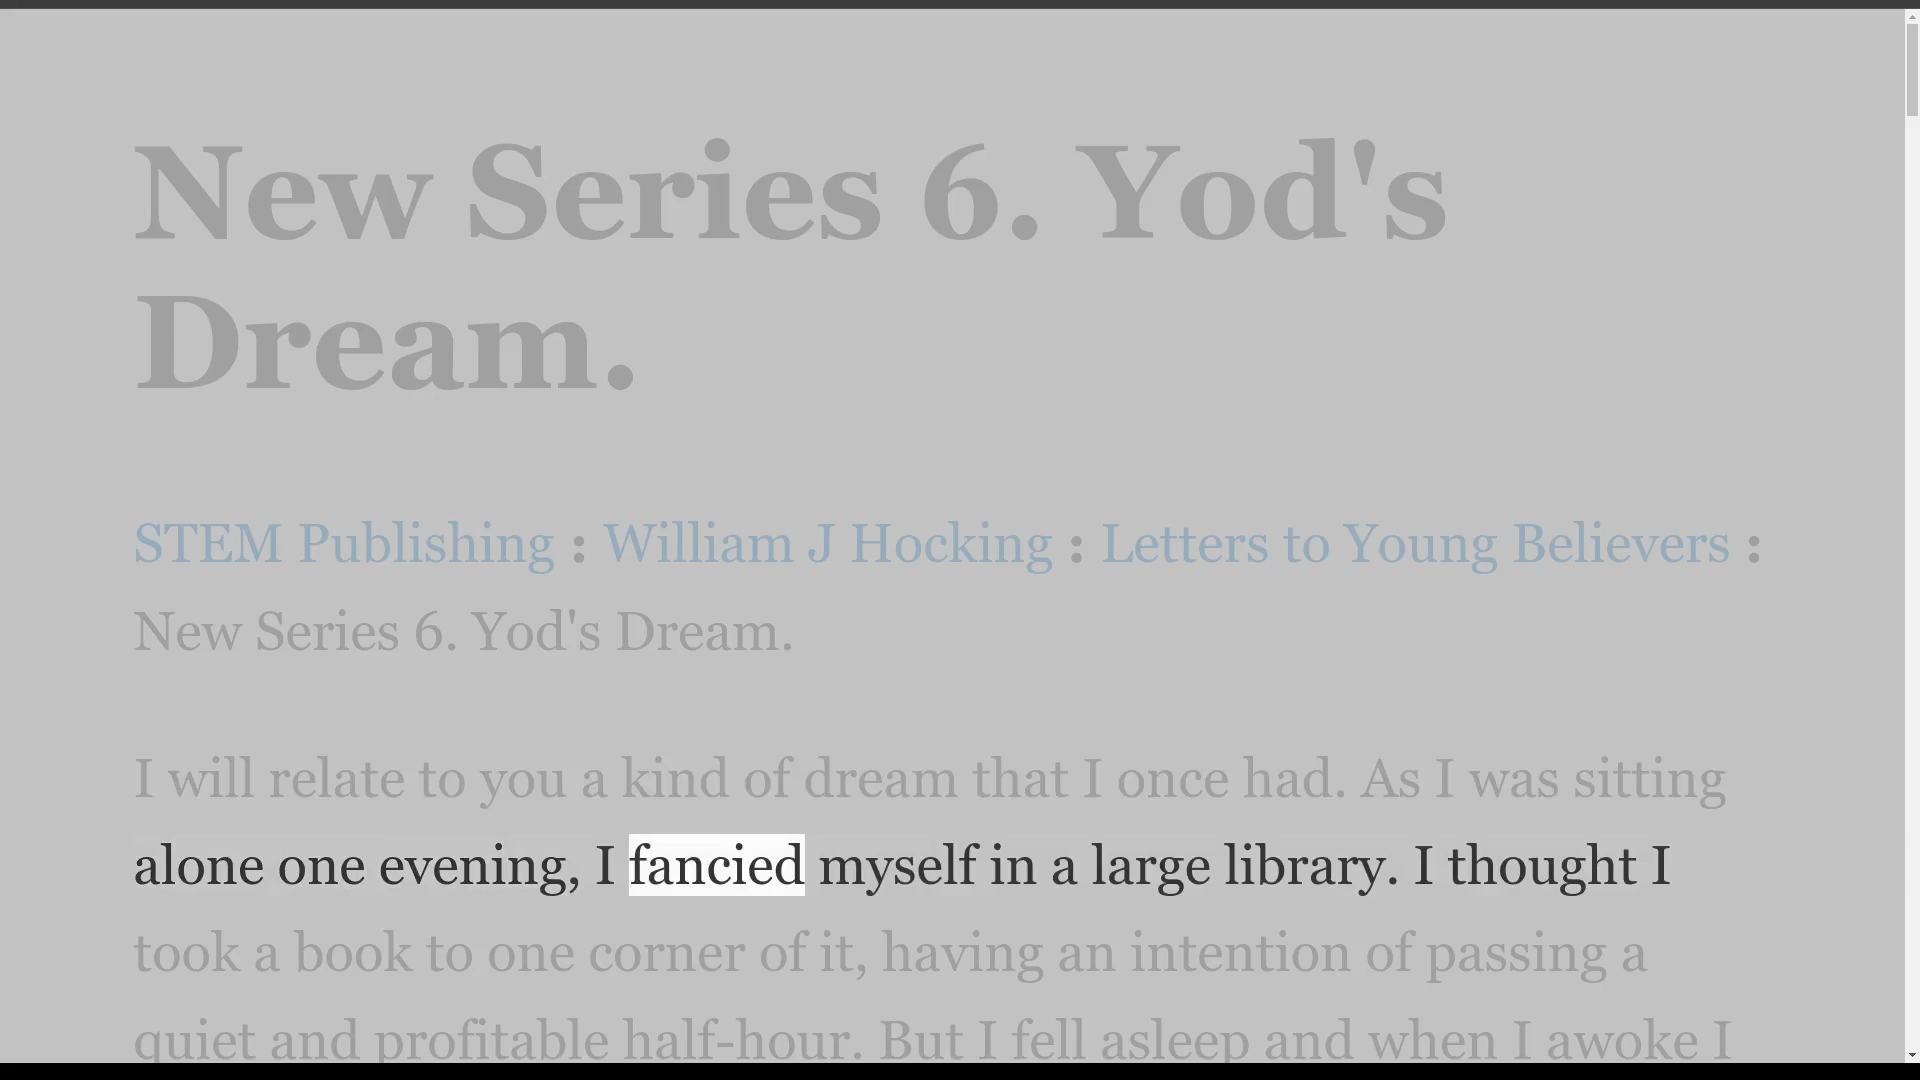 New Series 6. Yod's
Dream.
STEM Publishing : William J Hocking : Letters to Young Believers :
New Series 6. Yod's Dream.
I will relate to you a kind of dream that I once had. As I was sitting
alone one evening, I fancied myself in a large library. I thought I
took a book to one corner of it, having an intention of passing a
quiet and profitable half-hour. But I fell asleep and when I awoke I